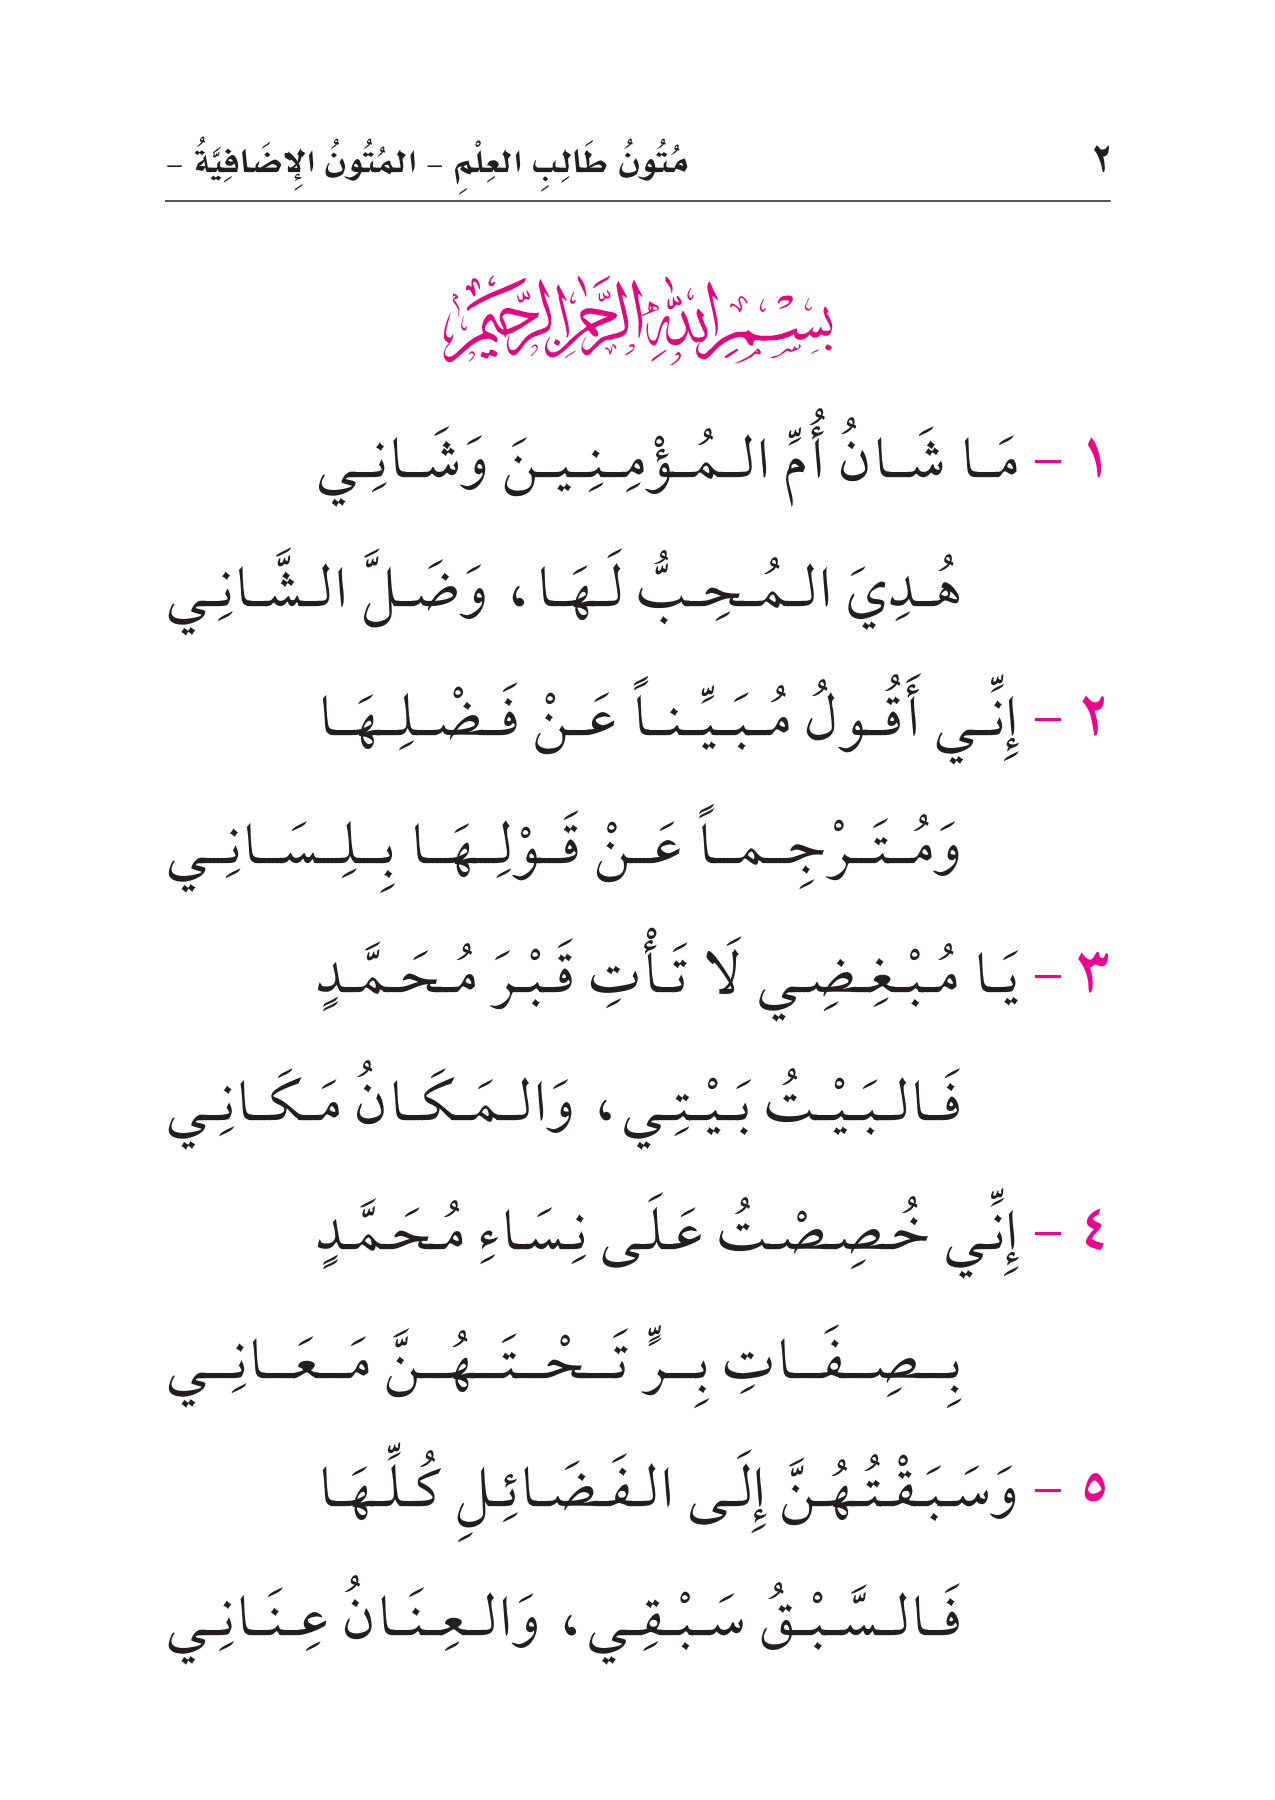 ٢ مُتُونُ طَالِبِ العِلْمِ – المُتُونُ الإِضَافِيَّةُ –
بِسْمِ اللَّهِ الرَّحْمٰنِ الرَّحِيمِ
١ – مَا شَانُ أُمِّ المُؤْمِنِينَ وَشَانِي
هُدِيَ المُحِبُّ لَهَا، وَضَلَّ الشَّانِي
٢ – إِنِّي أَقُولُ مُبَيِّناً عَنْ فَضْلِهَا
وَمُتَرْجِماً عَنْ قَوْلِهَا بِلِسَانِي
٣ – يَا مُبْغِضِي لَا تَأْتِ قَبْرَ مُحَمَّدٍ
فَالبَيْتُ بَيْتِي، وَالمَكَانُ مَكَانِي
٤ – إِنِّي خُصِصْتُ عَلَى نِسَاءِ مُحَمَّدٍ
بِصِفَاتِ بِرٍّ تَحْتَهُنَّ مَعَانِي
٥ – وَسَبَقْتُهُنَّ إِلَى الفَضَائِلِ كُلِّهَا
فَالسَّبْقُ سَبْقِي، وَالعِنَانُ عِنَانِي